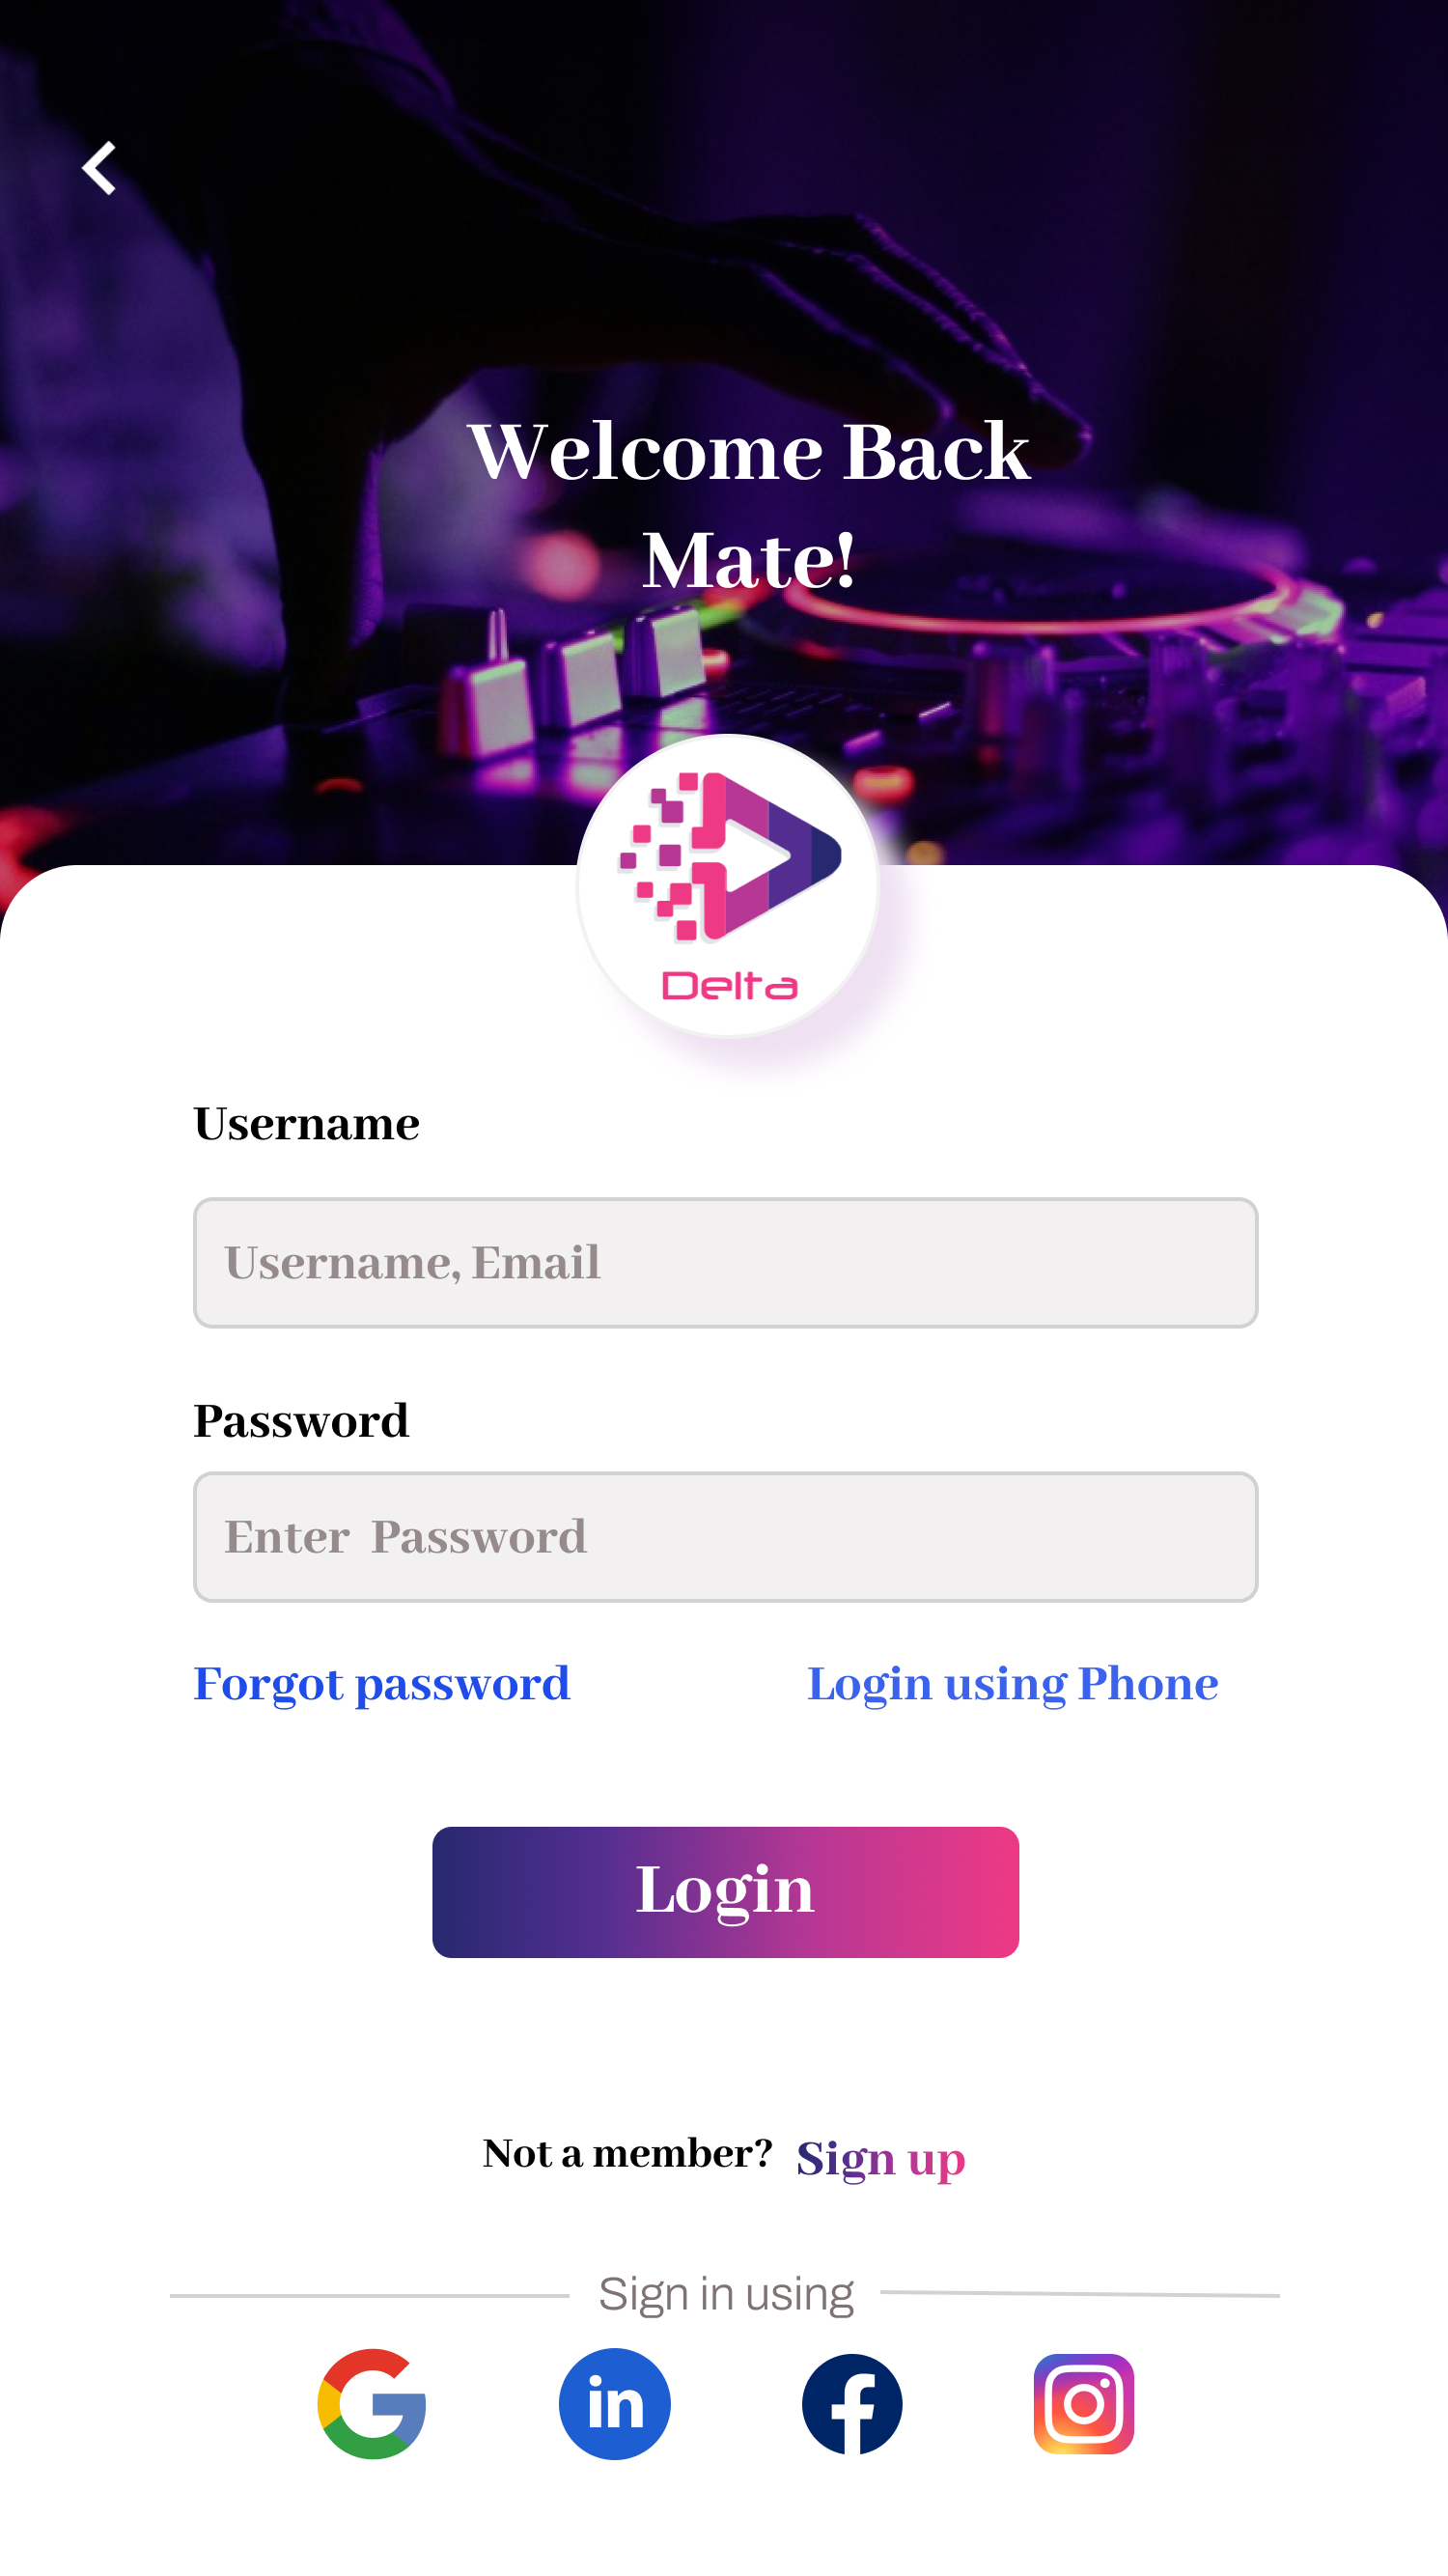 Welcome Back
Mate!
Delta
Username
Username, Email
Password
Enter Password
Forgot password
Login using Phone
Login
Not a member? Sign up
Sign in using
in